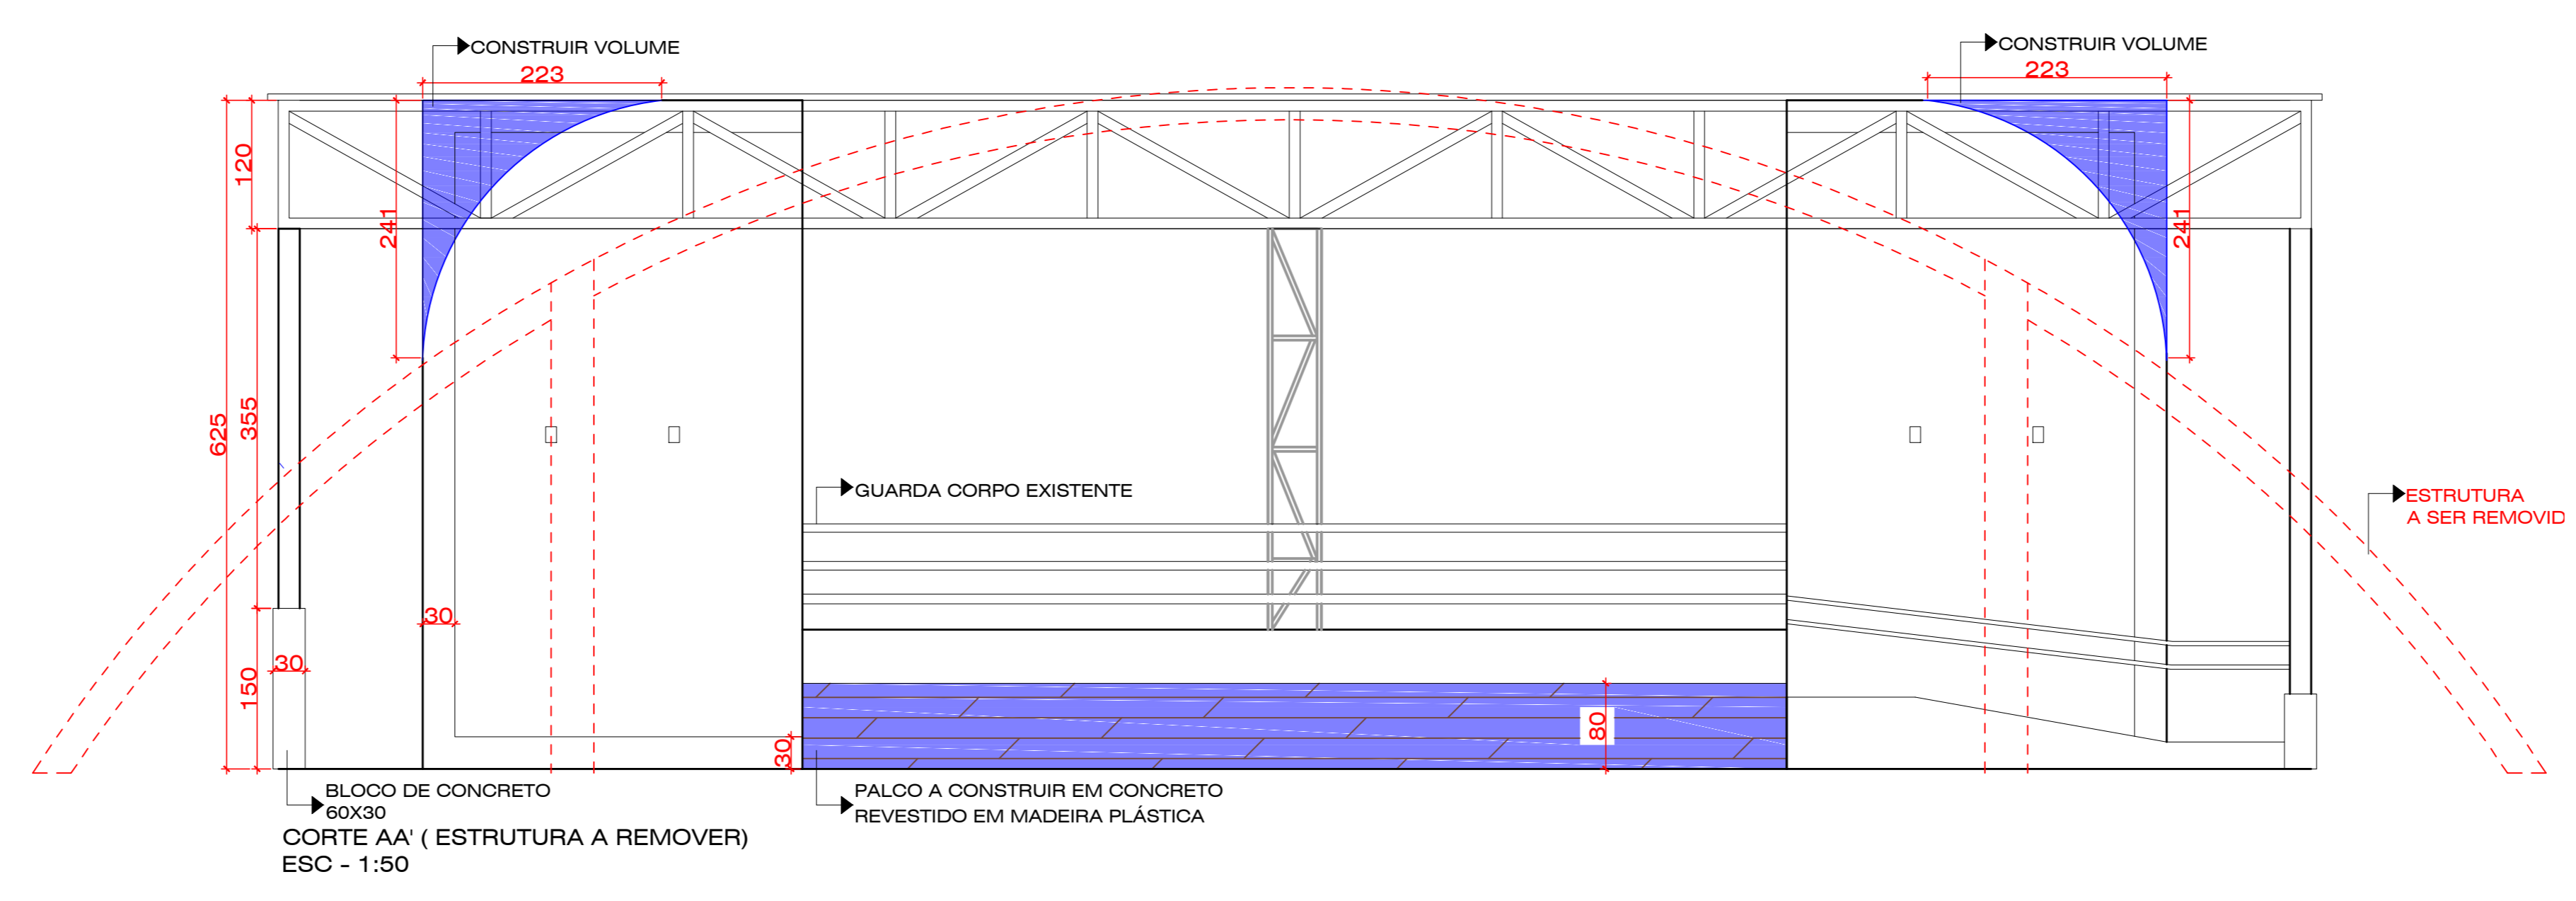 CONSTRUIR VOLUME
CONSTRUIR VOLUME
223
223
120
241
241
625
355
GUARDA CORPO EXISTENTE
ESTRUTURA
A SER REMOVID
30
30
150
80
30
BLOCO DE CONCRETO
60X30
PALCO A CONSTRUIR EM CONCRETO
REVESTIDO EM MADEIRA PLÁSTICA
CORTE AA' ( ESTRUTURA A REMOVER)
ESC - 1:50